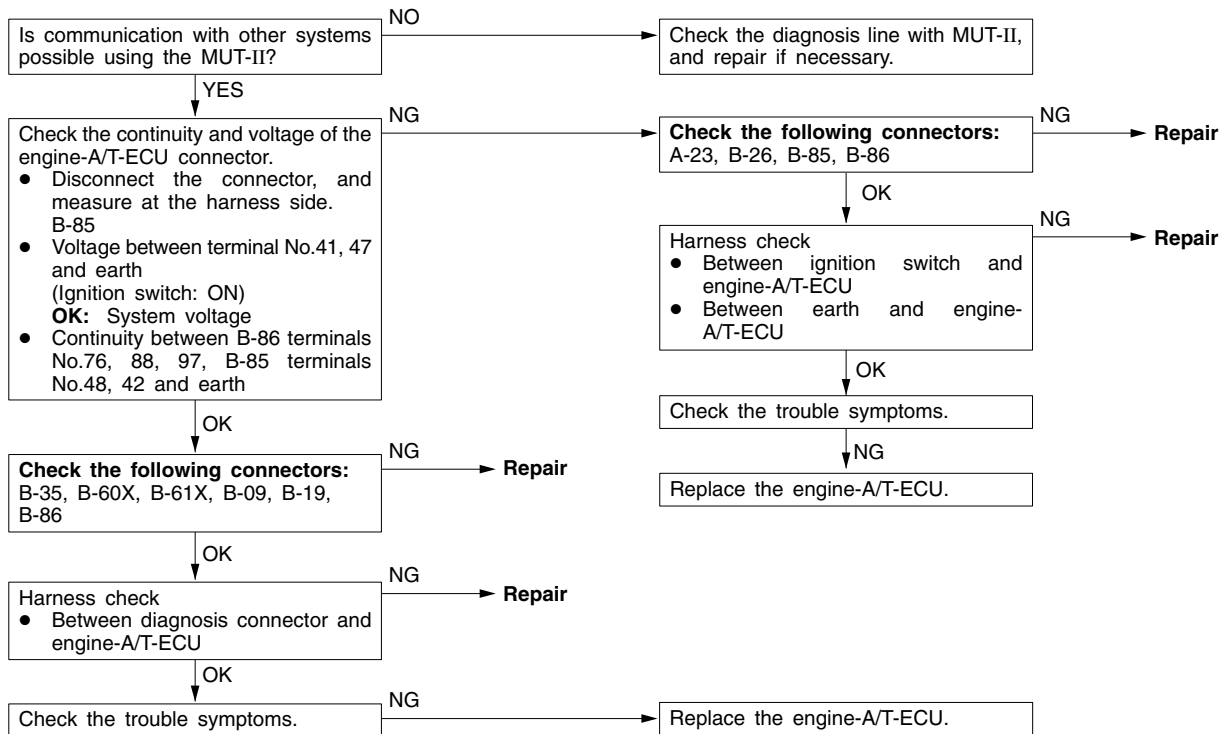 Is communication with other systems
possible using the MUT-II?
NO
Check the diagnosis line with MUT-II,
and repair if necessary.
YES
Check the continuity and voltage of the
engine-A/T-ECU connector.
● Disconnect the connector, and
measure at the harness side.
B-85
● Voltage between terminal No.41, 47
and earth
(Ignition switch: ON)
OK: System voltage
● Continuity between B-86 terminals
No.76, 88, 97, B-85 terminals
No.48, 42 and earth
NG
Check the following connectors:
A-23, B-26, B-85, B-86
NG
Repair
OK
Harness check
● Between ignition switch and
engine-A/T-ECU
● Between earth and engine-
A/T-ECU
NG
Repair
OK
Check the trouble symptoms.
NG
Replace the engine-A/T-ECU.
OK
Check the following connectors:
B-35, B-60X, B-61X, B-09, B-19,
B-86
NG
Repair
OK
Harness check
● Between diagnosis connector and
engine-A/T-ECU
NG
Repair
OK
Check the trouble symptoms.
NG
Replace the engine-A/T-ECU.